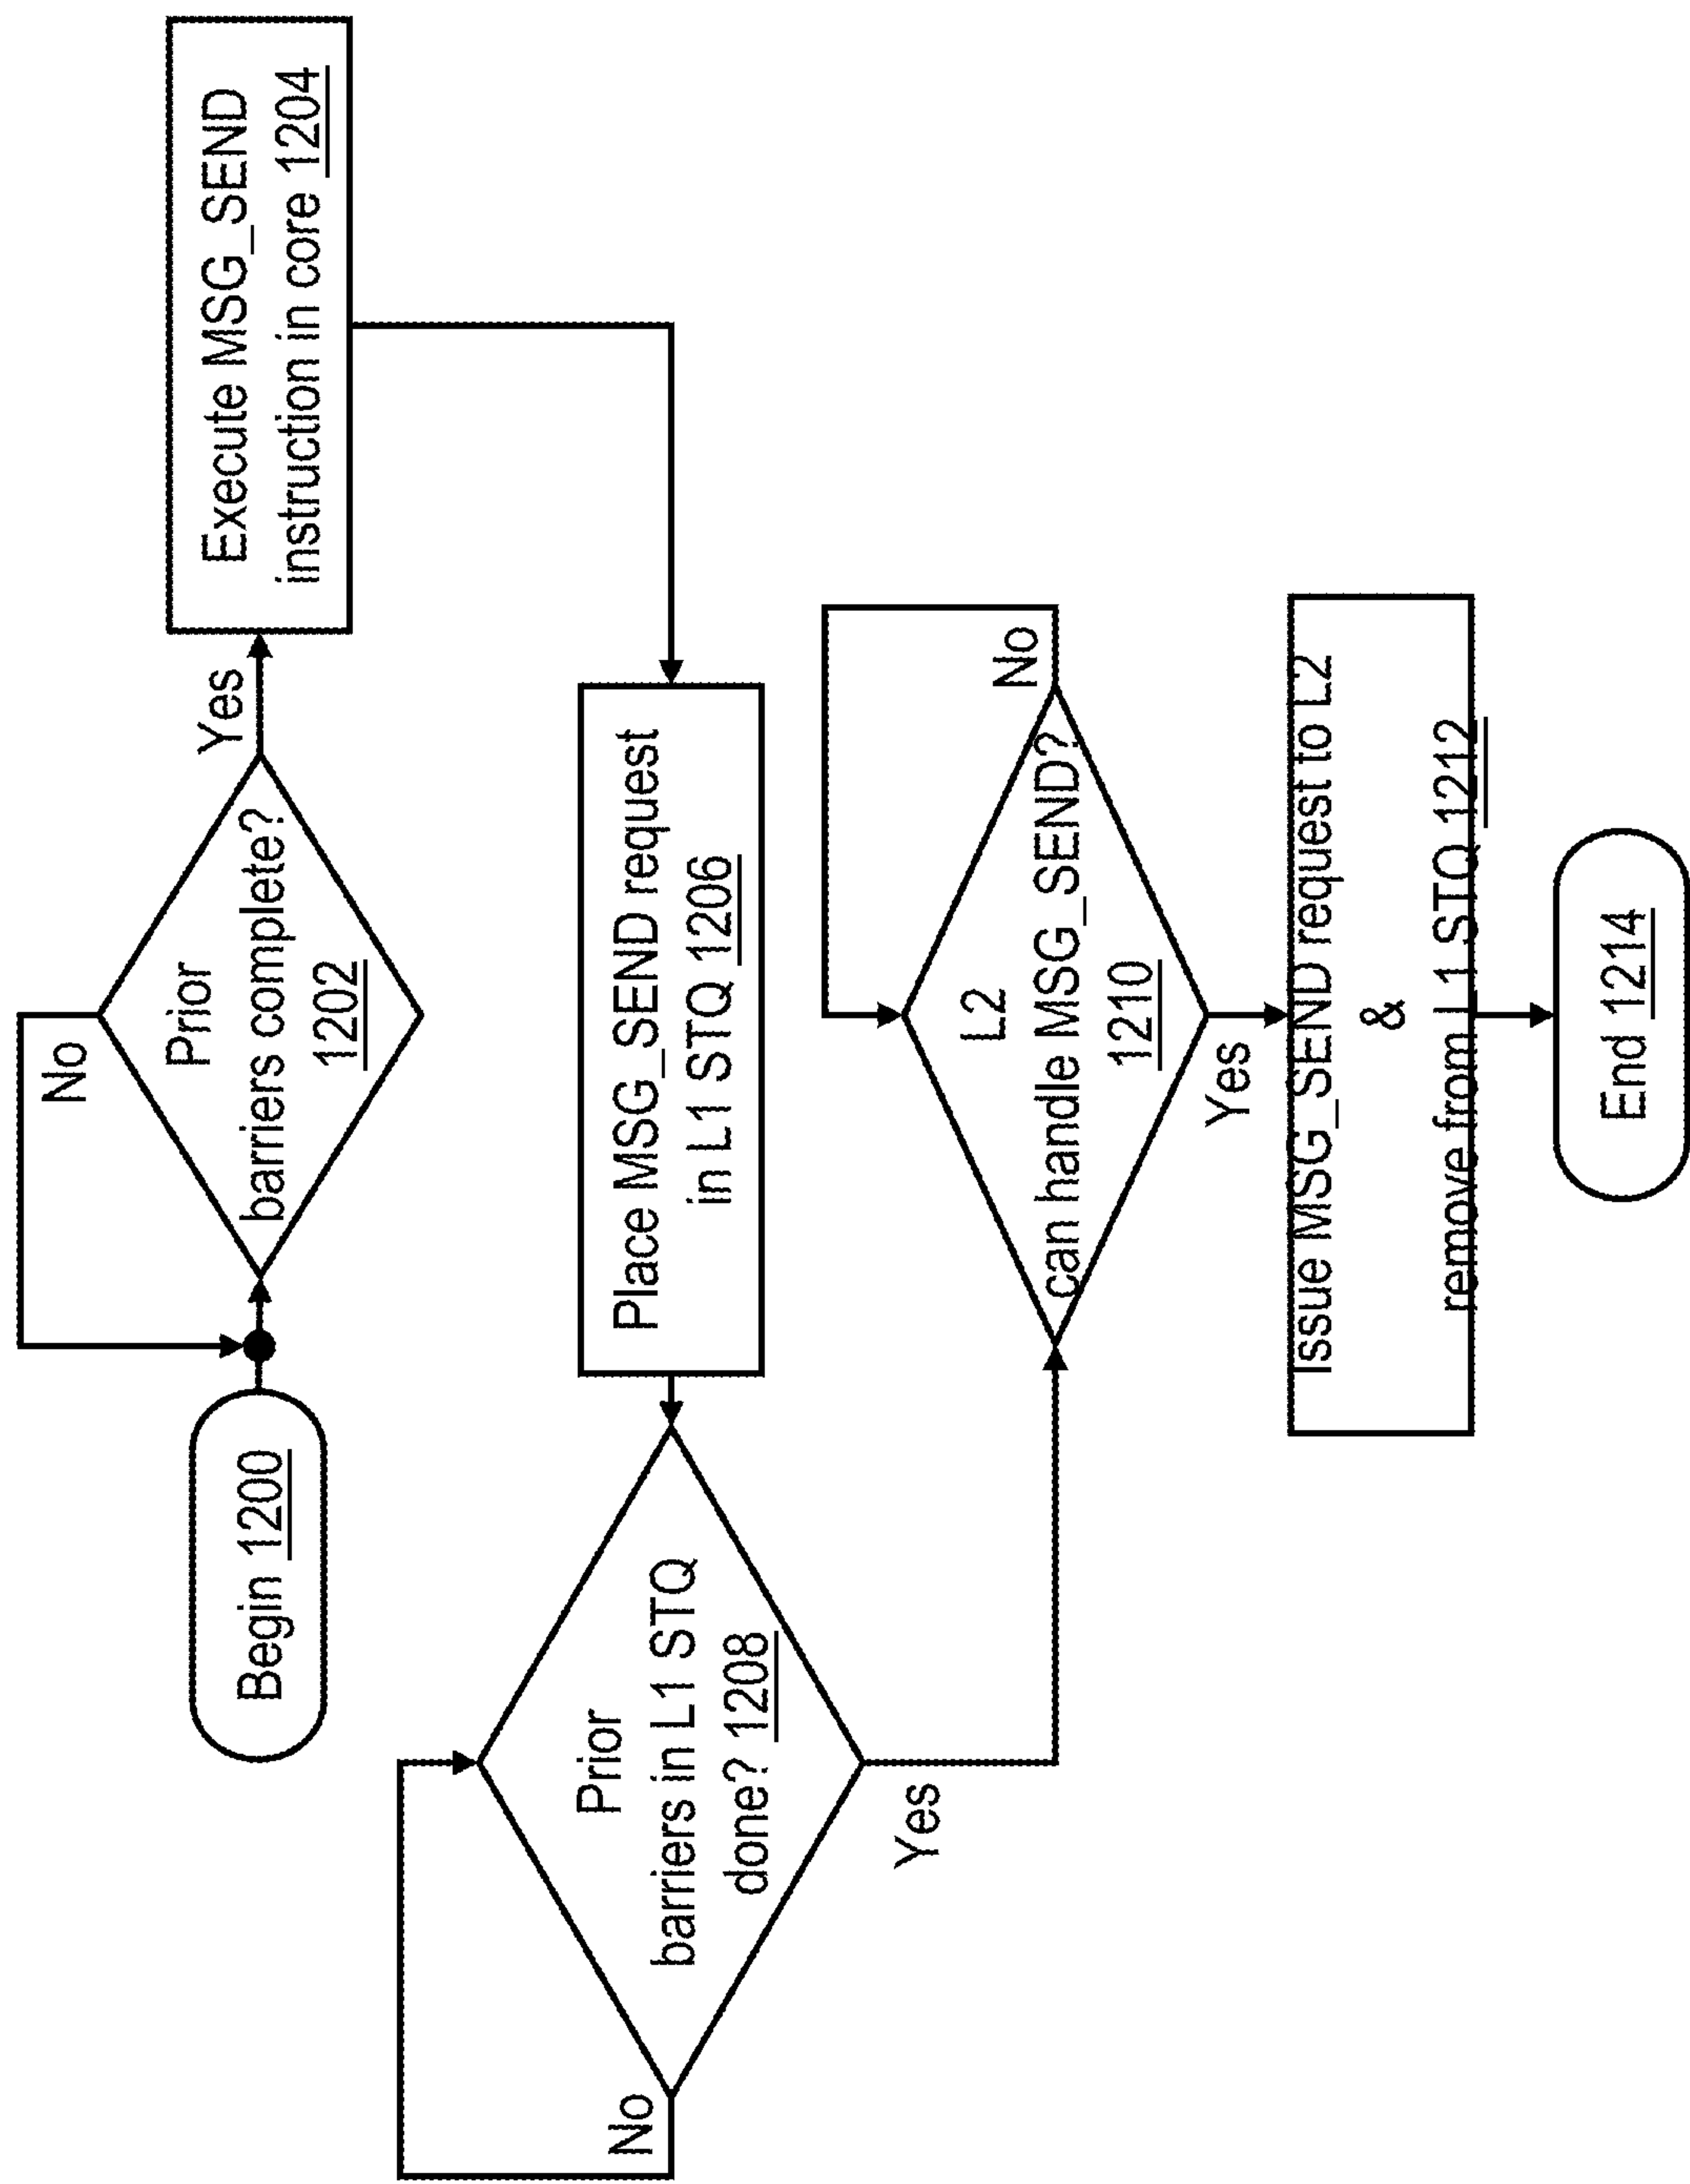 Begin 1200
No
Prior
barriers complete?
1202
Yes
Execute MSG_SEND
instruction in core 1204
Place MSG_SEND request
in L1 STQ 1206
Prior
barriers in L1 STQ
done? 1208
No
Yes
L2
can handle MSG_SEND?
1210
No
Yes
Issue MSG_SEND request to L2
&
remove from L1 STQ 1212
End 1214